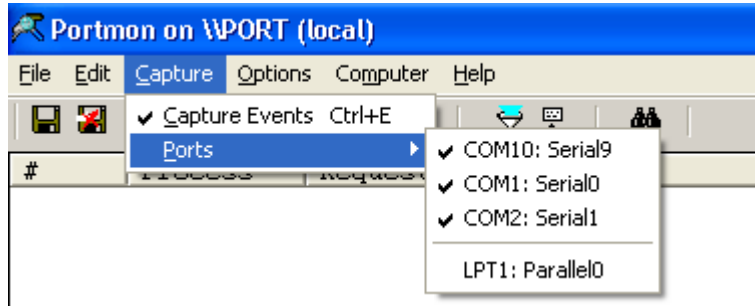 Portmon on \\PORT (local)
File Edit Capture Options Computer Help
Capture Events Ctrl+E
Ports
COM10: Serial9
COM1: Serial0
COM2: Serial1
LPT1: Parallel0
#